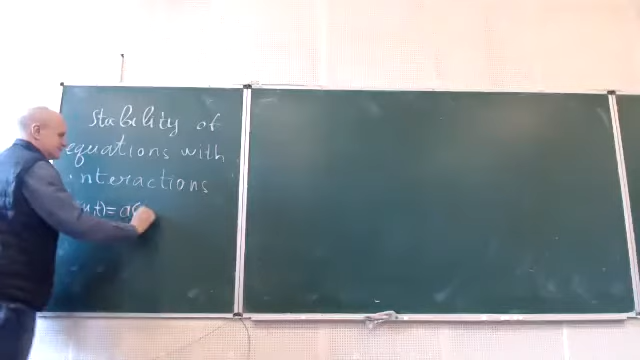 Stability of
equations with
interactions
u,t)= a(